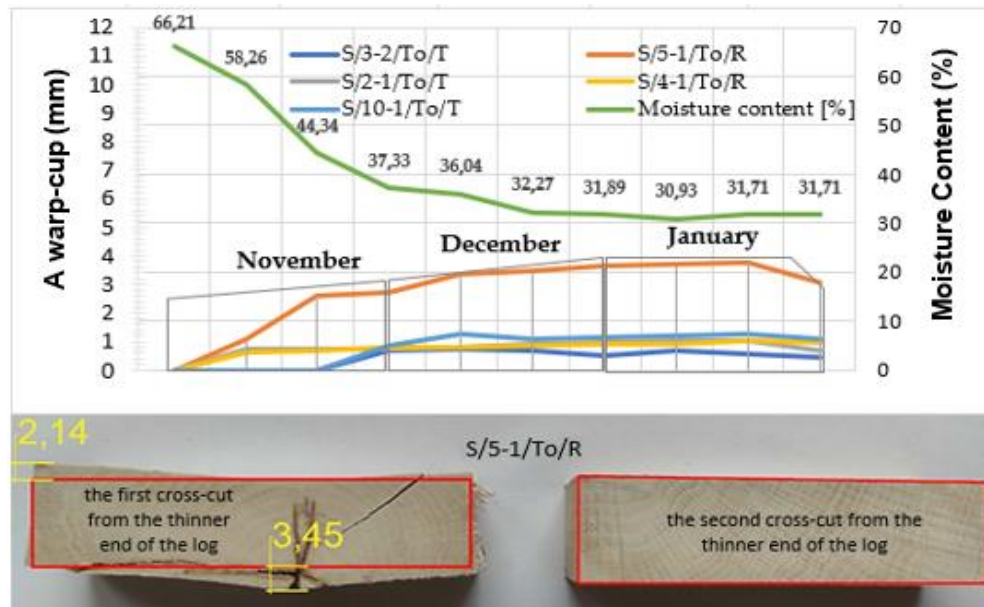 A warp-cup (mm)
12
11
10
9
8
7
6
5
4
3
2
1
0
66,21
58,26
44,34
37,33
36,04
32,27
31,89
30,93
31,71
31,71
S/3-2/To/T
S/5-1/To/R
S/2-1/To/T
S/4-1/To/R
S/10-1/To/T
Moisture content [%]
November
December
January
70
60
50
40
30
20
10
0
Moisture Content (%)
2,14
S/5-1/To/R
the first cross-cut
from the thinner
end of the log
3,45
the second cross-cut from the
thinner end of the log